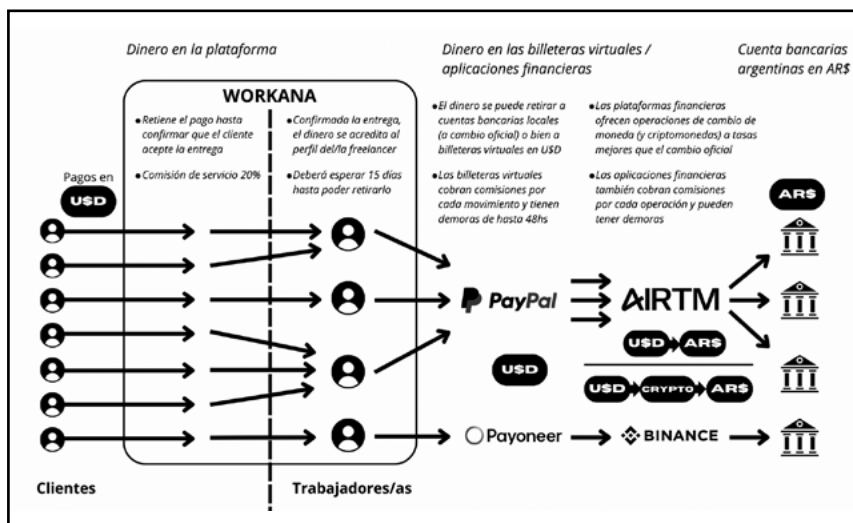 Dinero en la plataforma
Dinero en las billeteras virtuales /
aplicaciones financieras
Cuenta bancarias
argentinas en AR$
WORKANA
•Retiene el pago hasta
confirmar que el cliente
acepte la entrega
•Comisión de servicio 20%
•Confirmada la entrega,
el dinero se acredita al
perfil del/la freelancer
•Deberá esperar 15 días
hasta poder retirarlo
•El dinero se puede retirar a
cuentas bancarias locales
(a cambio oficial) o bien a
billeteras virtuales en U$D
•Las billeteras virtuales
cobran comisiones por
cada movimiento y tienen
demoras de hasta 48hs
•Las plataformas financieras
ofrecen operaciones de cambio de
moneda (y criptomonedas) a tasas
mejores que el cambio oficial
•Las aplicaciones financieras
también cobran comisiones
por cada operación y pueden
tener demoras
Pagos en
U$D
AR$
PayPal
AIRTM
U$D AR$
U$D
U$D CRYPTO AR$
Payoneer
BINANCE
Clientes
Trabajadores/as